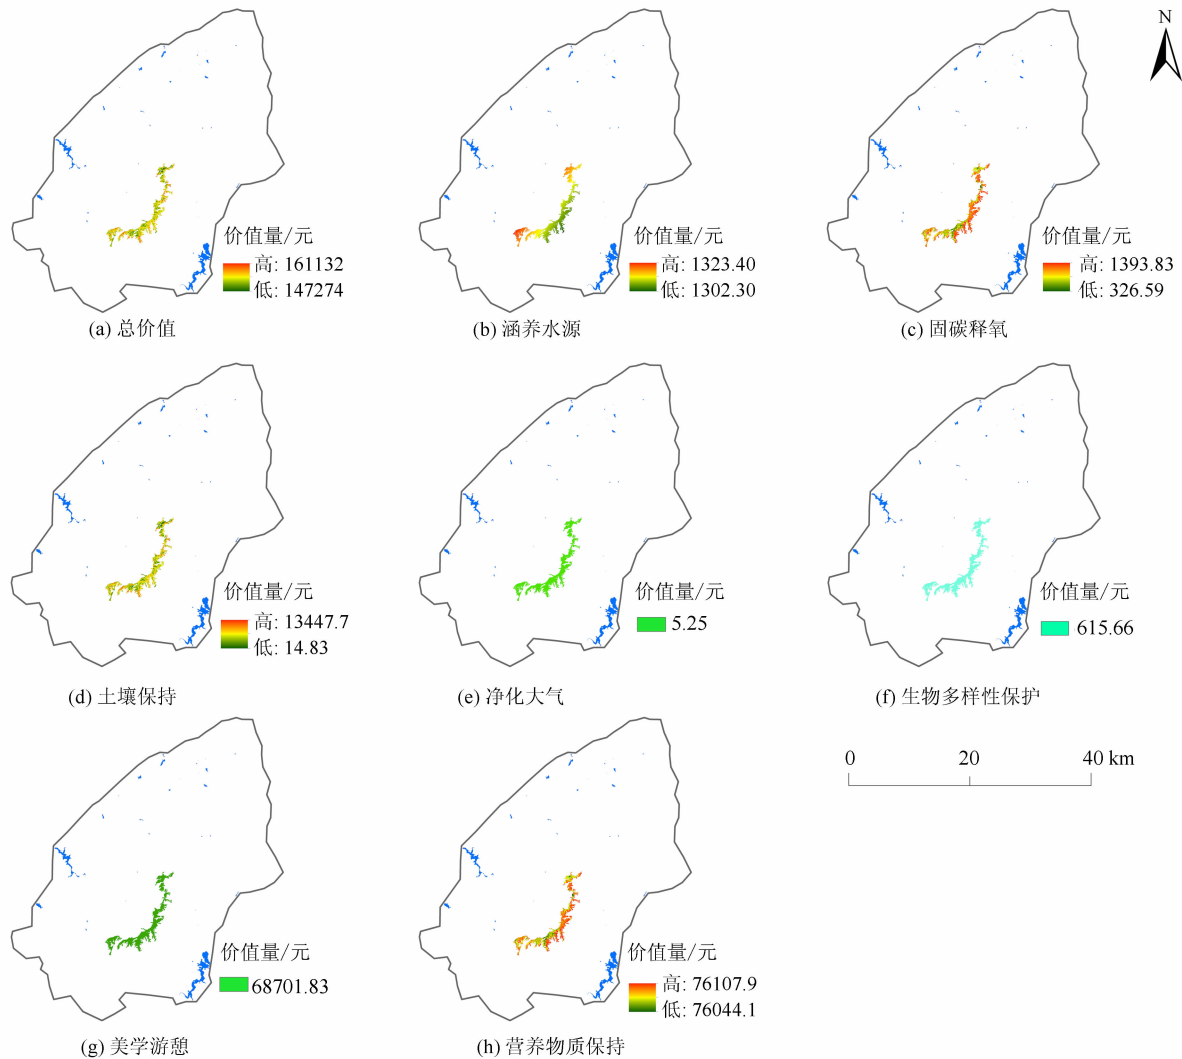 N
价值量/元
高: 161132
低: 147274
(a) 总价值
价值量/元
高: 1323.40
低: 1302.30
(b) 涵养水源
价值量/元
高: 1393.83
低: 326.59
(c) 固碳释氧
价值量/元
高: 13447.7
低: 14.83
(d) 土壤保持
价值量/元
5.25
(e) 净化大气
价值量/元
615.66
(f) 生物多样性保护
价值量/元
68701.83
(g) 美学游憩
价值量/元
高: 76107.9
低: 76044.1
(h) 营养物质保持
0 20 40 km